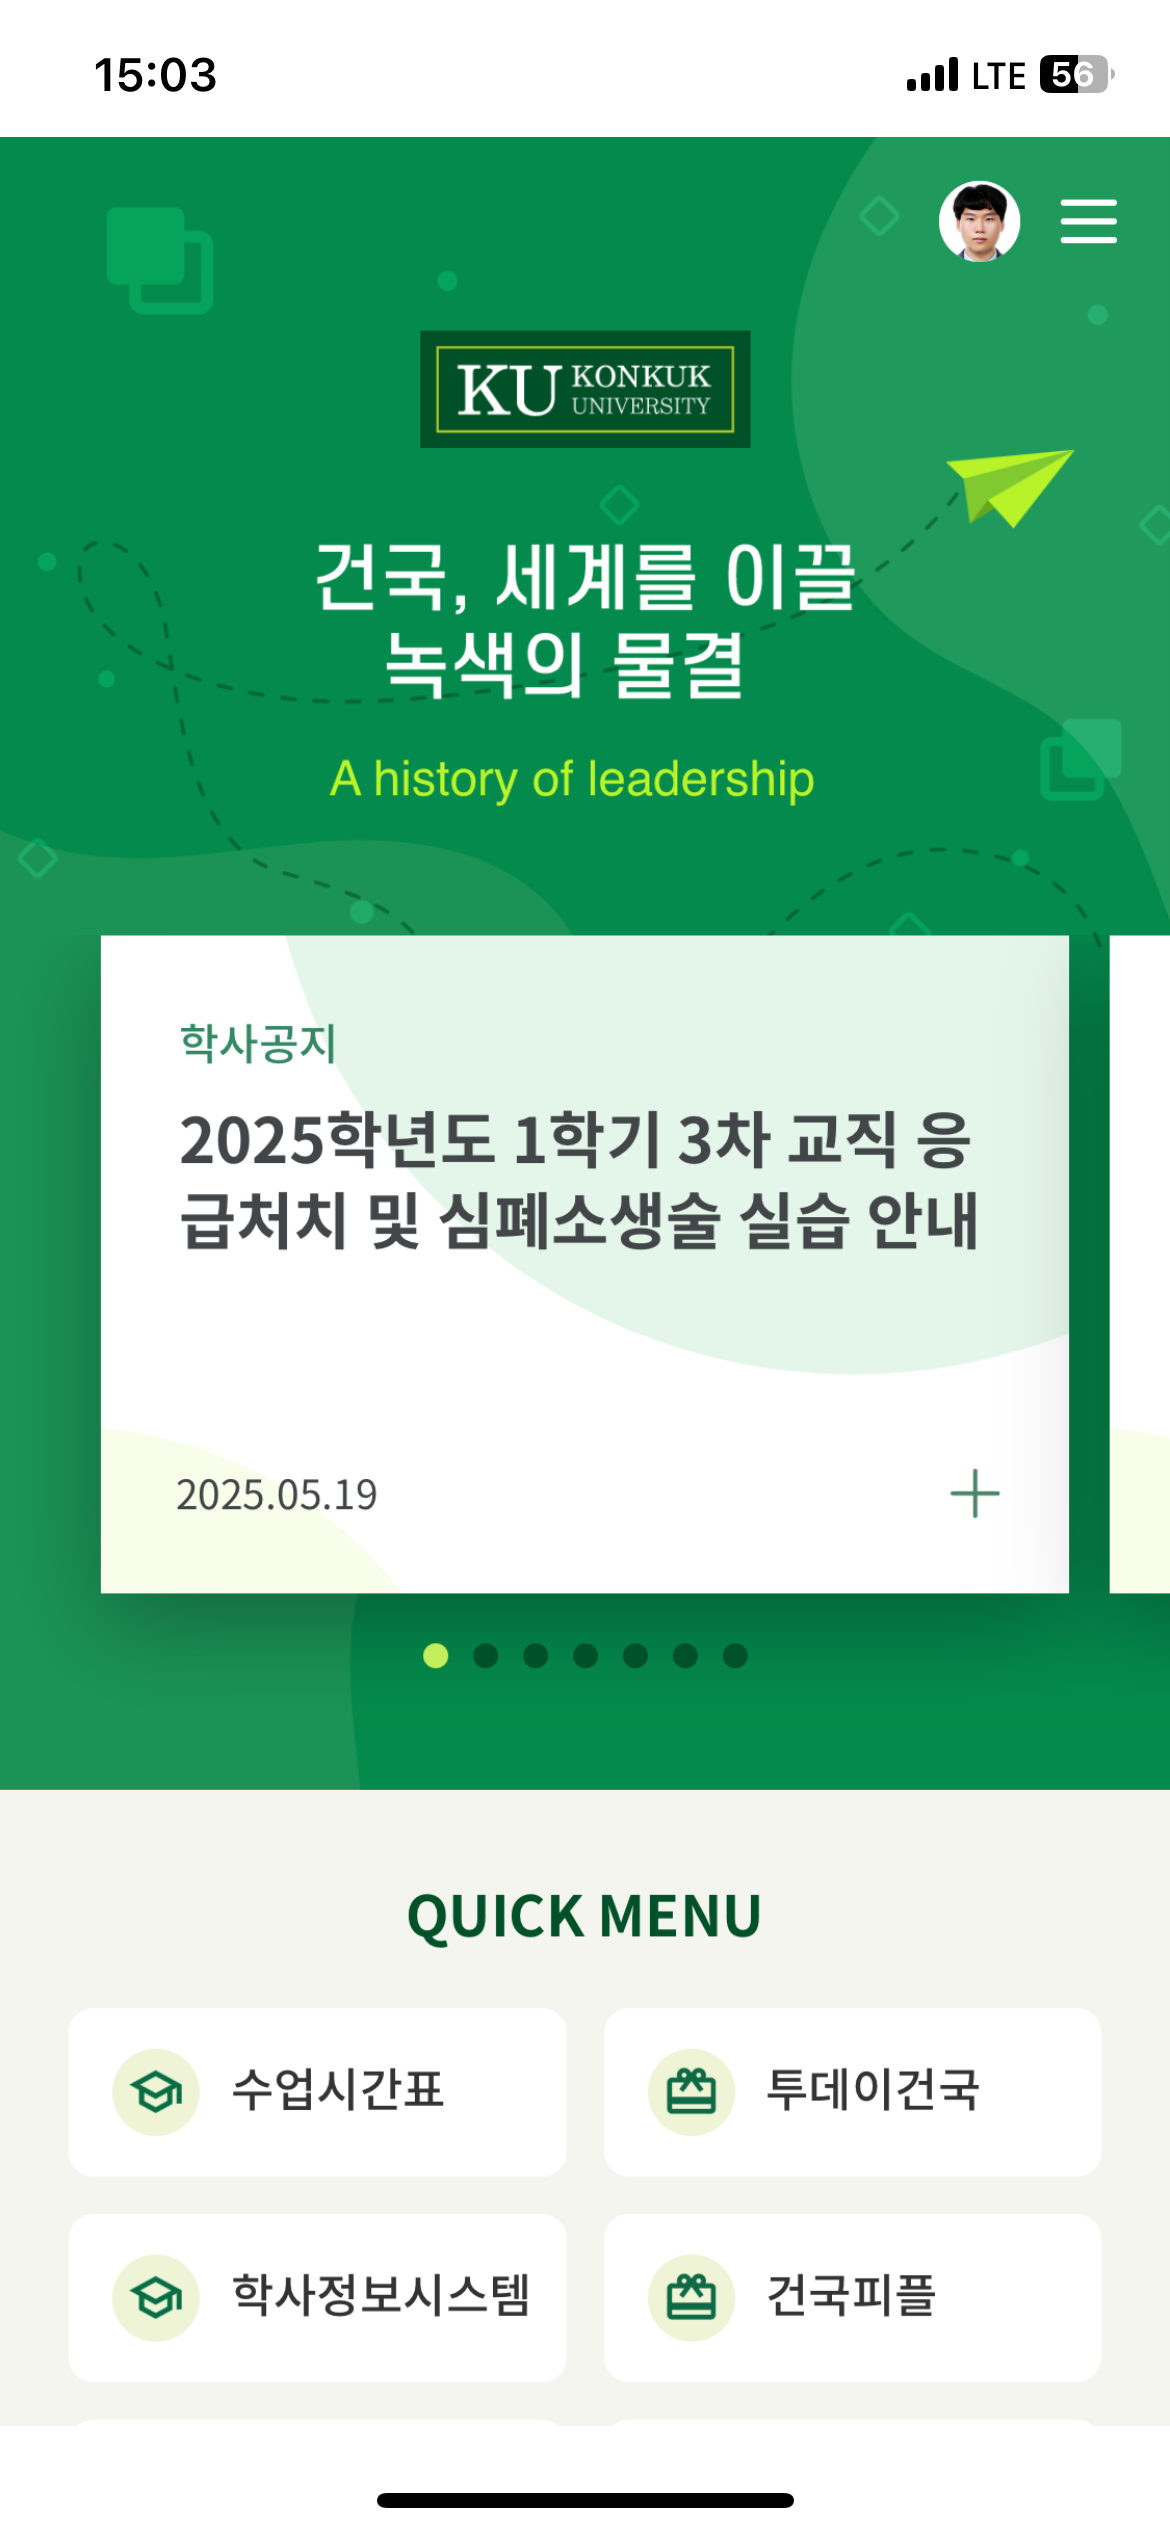 15:03
LTE 56
KU KONKUK
UNIVERSITY
건국, 세계를 이끌
녹색의 물결
A history of leadership
학사공지
2025학년도 1학기 3차 교직 응
급처치 및 심폐소생술 실습 안내
2025.05.19
QUICK MENU
수업시간표
투데이건국
학사정보시스템
건국피플